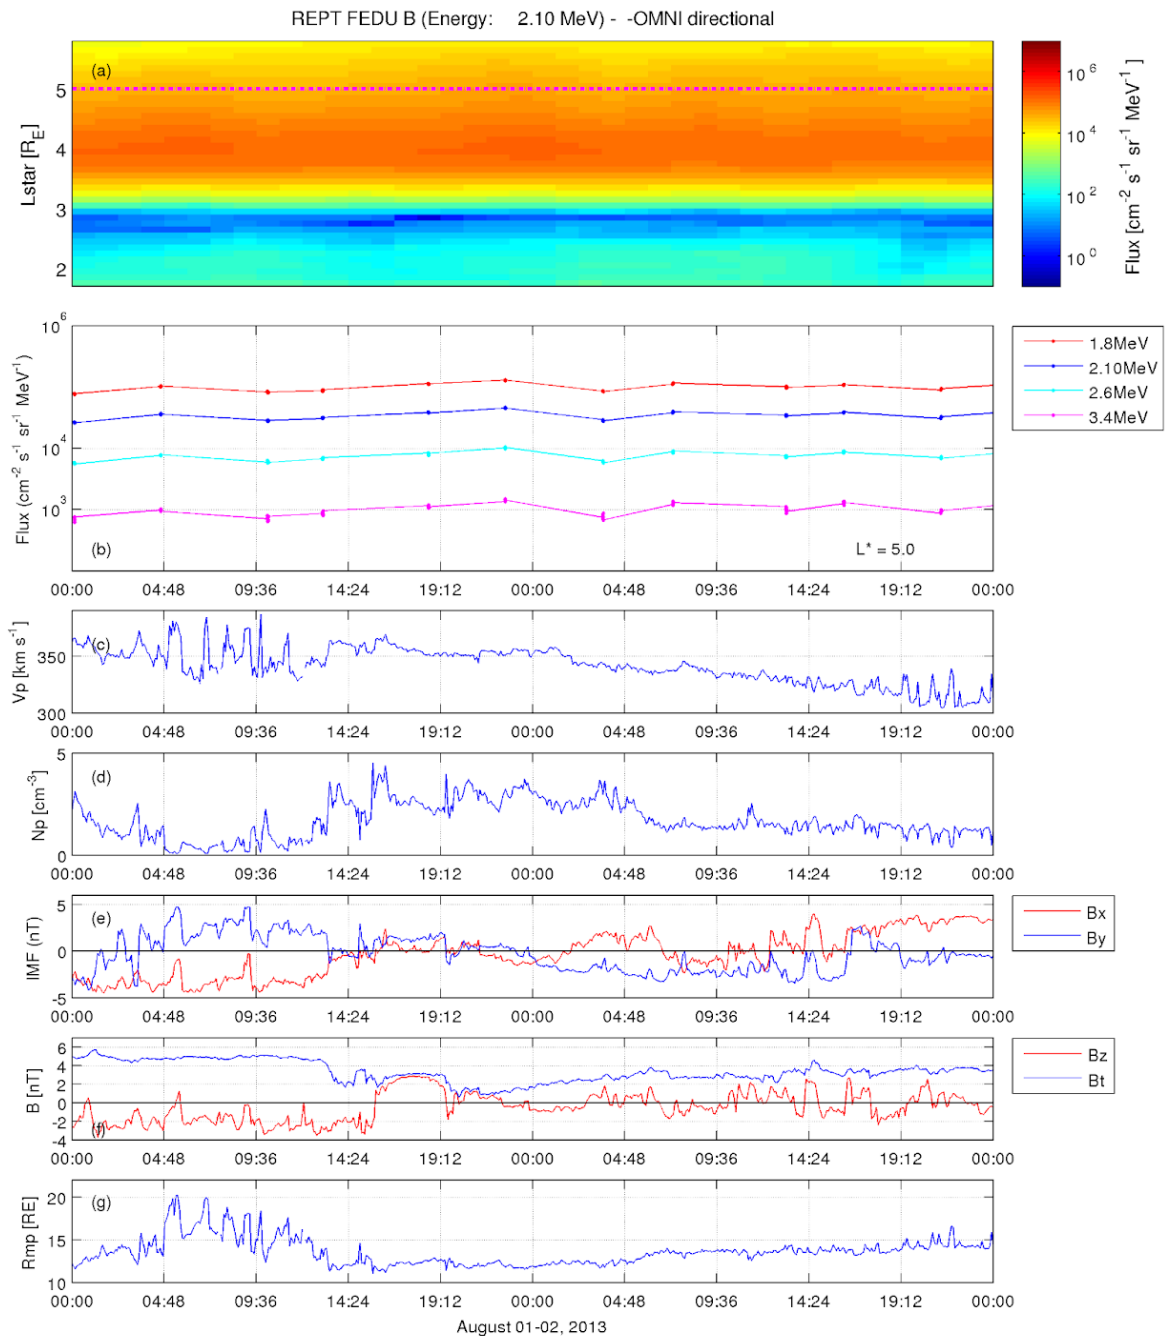 REPT FEDU B (Energy: 2.10 MeV) - -OMNI directional
(a)
5
4
3
2
Lstar [R_E]
10^6
10^4
10^2
10^0
Flux [cm^-2 s^-1 sr^-1 MeV^-1 ]
10^6
10^4
10^3
Flux (cm^-2 s^-1 sr^-1 MeV^-1)
(b)
L* = 5.0
1.8MeV
2.10MeV
2.6MeV
3.4MeV
00:00 04:48 09:36 14:24 19:12 00:00 04:48 09:36 14:24 19:12 00:00
(c)
350
300
Vp [km s^-1]
00:00 04:48 09:36 14:24 19:12 00:00 04:48 09:36 14:24 19:12 00:00
(d)
5
0
Np [cm^-3]
00:00 04:48 09:36 14:24 19:12 00:00 04:48 09:36 14:24 19:12 00:00
(e)
5
0
-5
IMF (nT)
Bx
By
00:00 04:48 09:36 14:24 19:12 00:00 04:48 09:36 14:24 19:12 00:00
6
4
2
0
-2
-4
B [nT]
(f)
Bz
Bt
00:00 04:48 09:36 14:24 19:12 00:00 04:48 09:36 14:24 19:12 00:00
(g)
20
15
10
Rmp [RE]
00:00 04:48 09:36 14:24 19:12 00:00 04:48 09:36 14:24 19:12 00:00
August 01-02, 2013